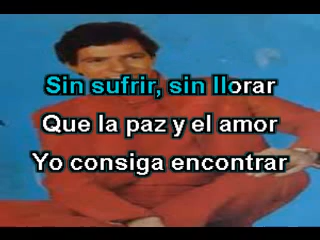 Sin sufrir, sin llorar
Que la paz y el amor
Yo consiga encontrar